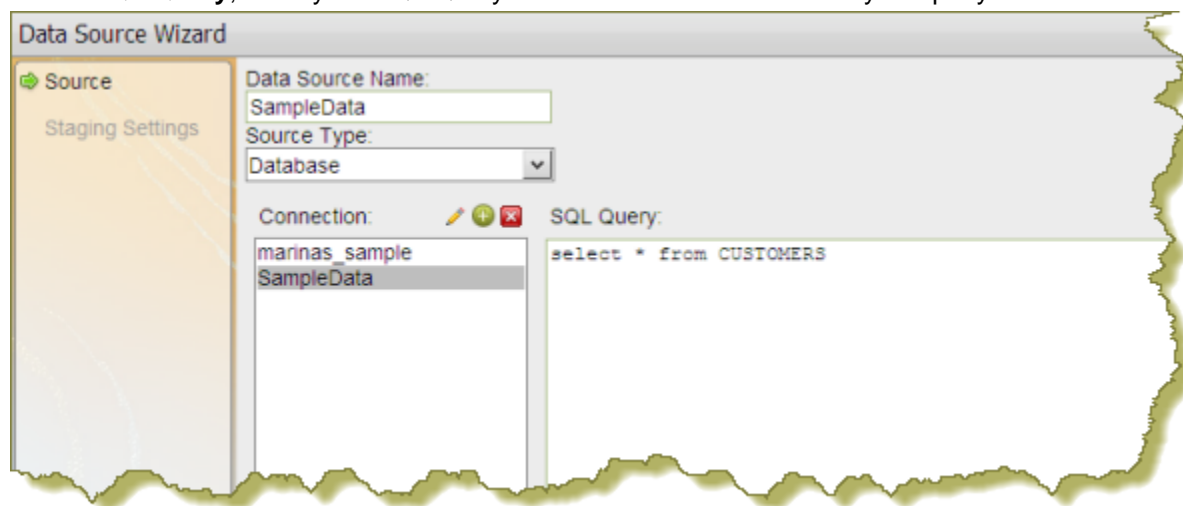 Data Source Wizard
Source
Staging Settings
Data Source Name:
SampleData
Source Type:
Database
Connection:
marinas_sample
SampleData
SQL Query:
select * from CUSTOMERS